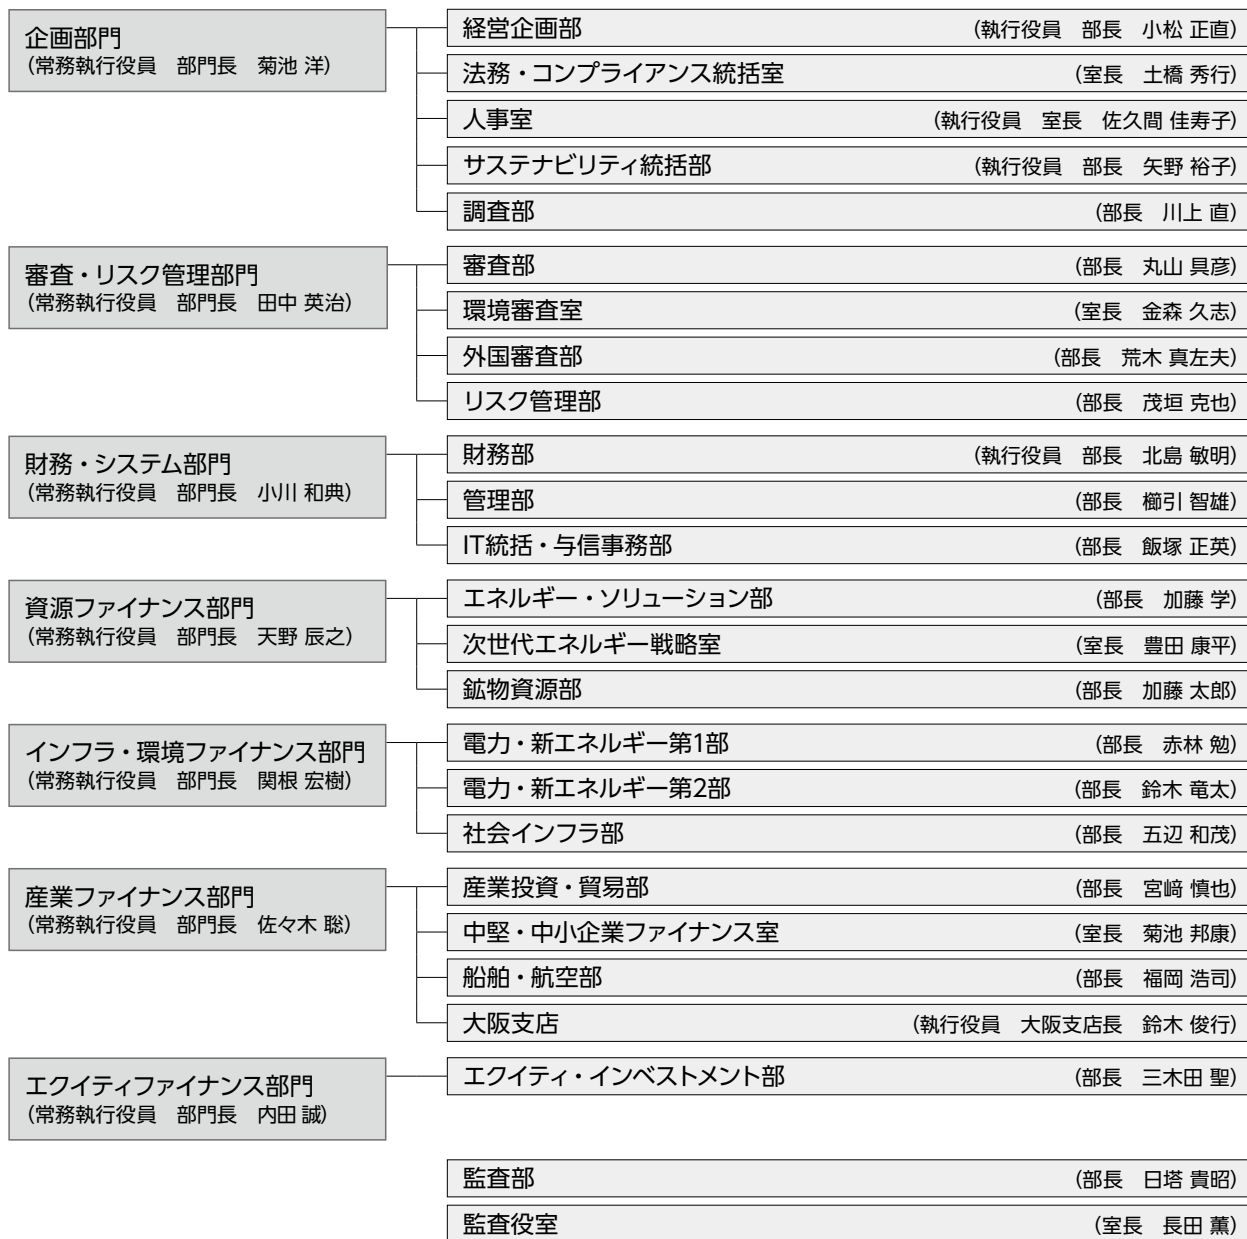 企画部門
(常務執行役員　部門長　菊池 洋)
経営企画部 (執行役員　部長　小松 正直)
法務・コンプライアンス統括室 (室長　土橋 秀行)
人事室 (執行役員　室長　佐久間 佳寿子)
サステナビリティ統括部 (執行役員　部長　矢野 裕子)
調査部 (部長　川上 直)
審査・リスク管理部門
(常務執行役員　部門長　田中 英治)
審査部 (部長　丸山 具彦)
環境審査室 (室長　金森 久志)
外国審査部 (部長　荒木 真左夫)
リスク管理部 (部長　茂垣 克也)
財務・システム部門
(常務執行役員　部門長　小川 和典)
財務部 (執行役員　部長　北島 敏明)
管理部 (部長　櫛引 智雄)
IT統括・与信事務部 (部長　飯塚 正英)
資源ファイナンス部門
(常務執行役員　部門長　天野 辰之)
エネルギー・ソリューション部 (部長　加藤 学)
次世代エネルギー戦略室 (室長　豊田 康平)
鉱物資源部 (部長　加藤 太郎)
インフラ・環境ファイナンス部門
(常務執行役員　部門長　関根 宏樹)
電力・新エネルギー第1部 (部長　赤林 勉)
電力・新エネルギー第2部 (部長　鈴木 竜太)
社会インフラ部 (部長　五辺 和茂)
産業ファイナンス部門
(常務執行役員　部門長　佐々木 聡)
産業投資・貿易部 (部長　宮﨑 慎也)
中堅・中小企業ファイナンス室 (室長　菊池 邦康)
船舶・航空部 (部長　福岡 浩司)
大阪支店 (執行役員　大阪支店長　鈴木 俊行)
エクイティファイナンス部門
(常務執行役員　部門長　内田 誠)
エクイティ・インベストメント部 (部長　三木田 聖)
監査部 (部長　日塔 貴昭)
監査役室 (室長　長田 薫)